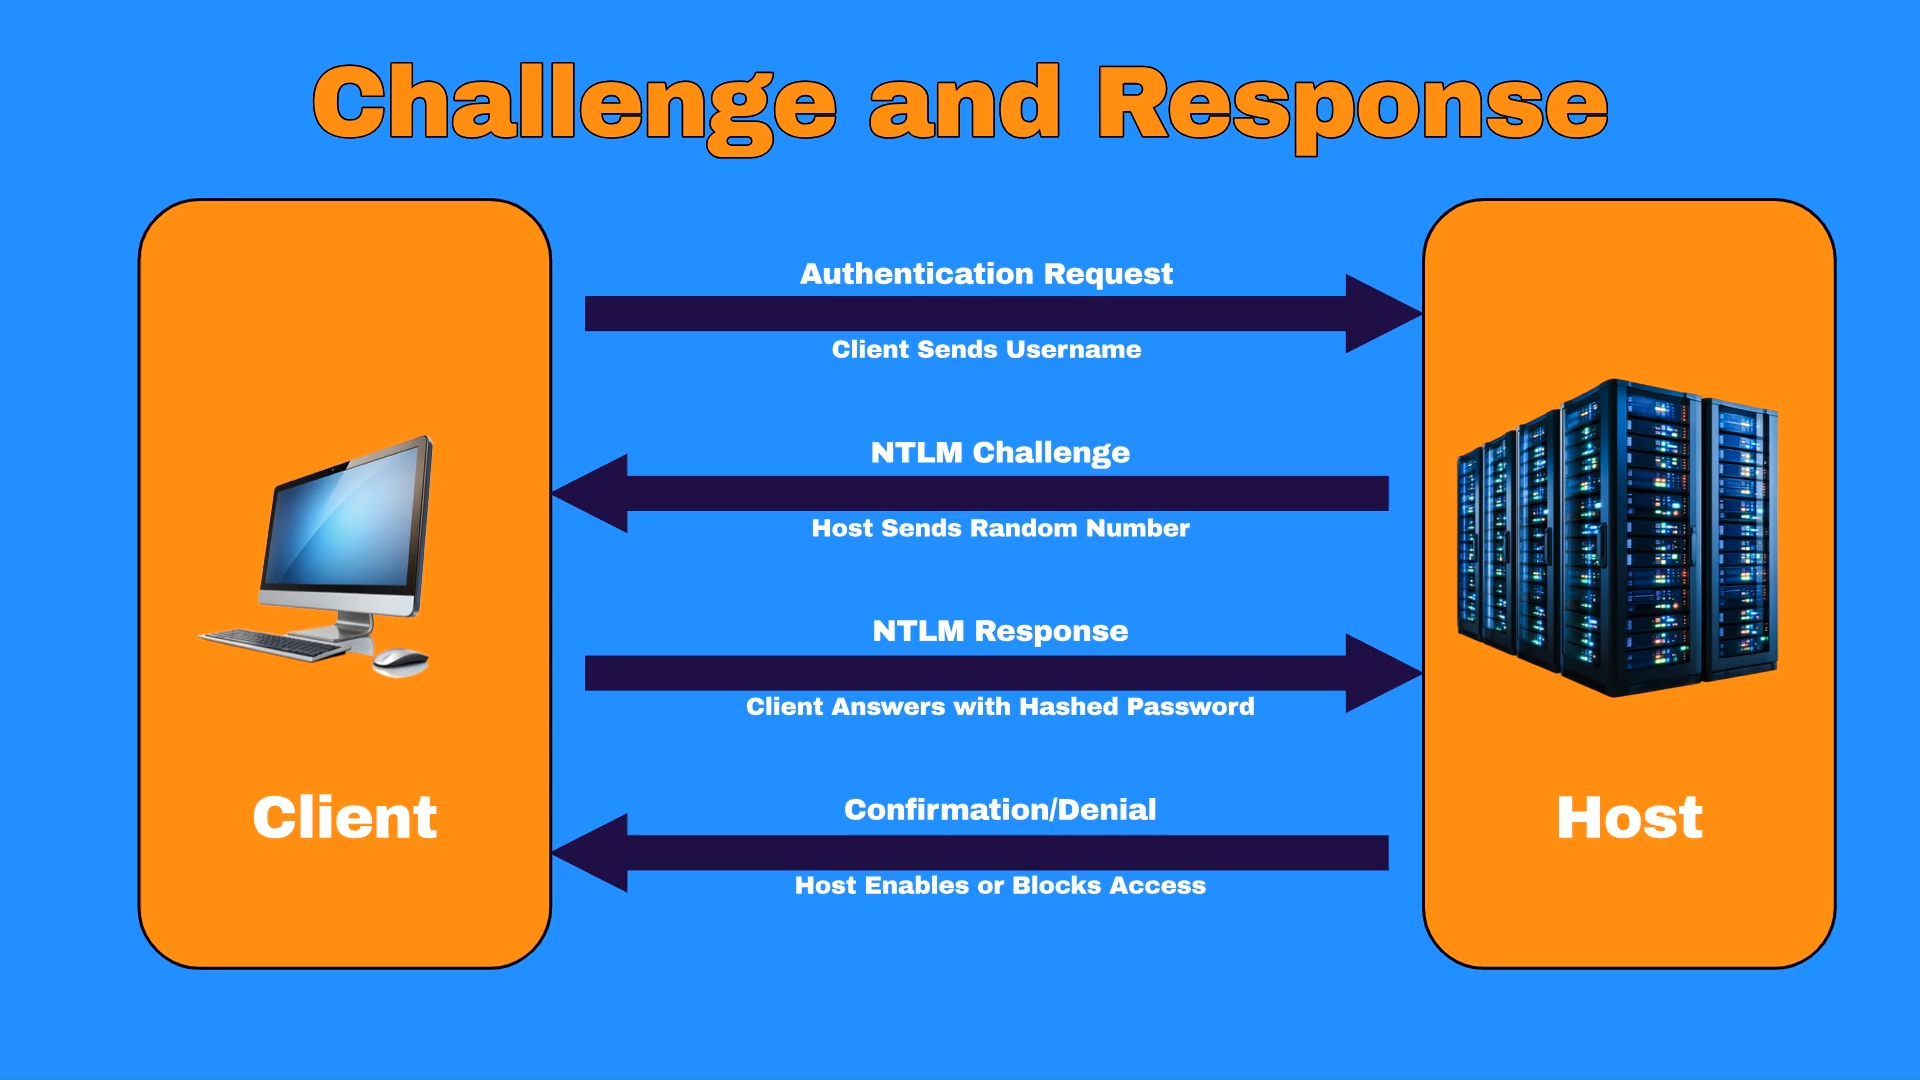 Challenge and Response
Authentication Request
Client Sends Username
NTLM Challenge
Host Sends Random Number
NTLM Response
Client Answers with Hashed Password
Confirmation/Denial
Host Enables or Blocks Access
Client
Host